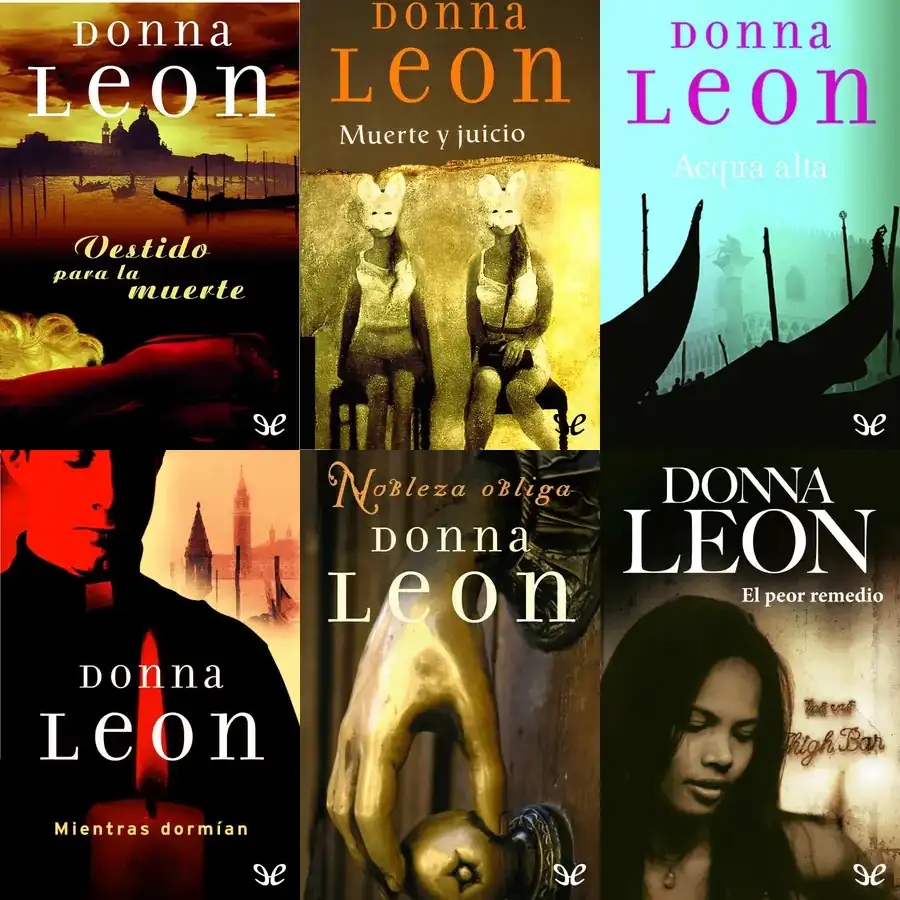 Donna
Leon
Vestido
para la
muerte
Donna
Leon
Muerte y juicio
Donna
Leon
Acqua alta
Donna
Leon
Mientras dormían
Nobleza obliga
Donna
Leon
DONNA
LEON
El peor remedio
High Bar